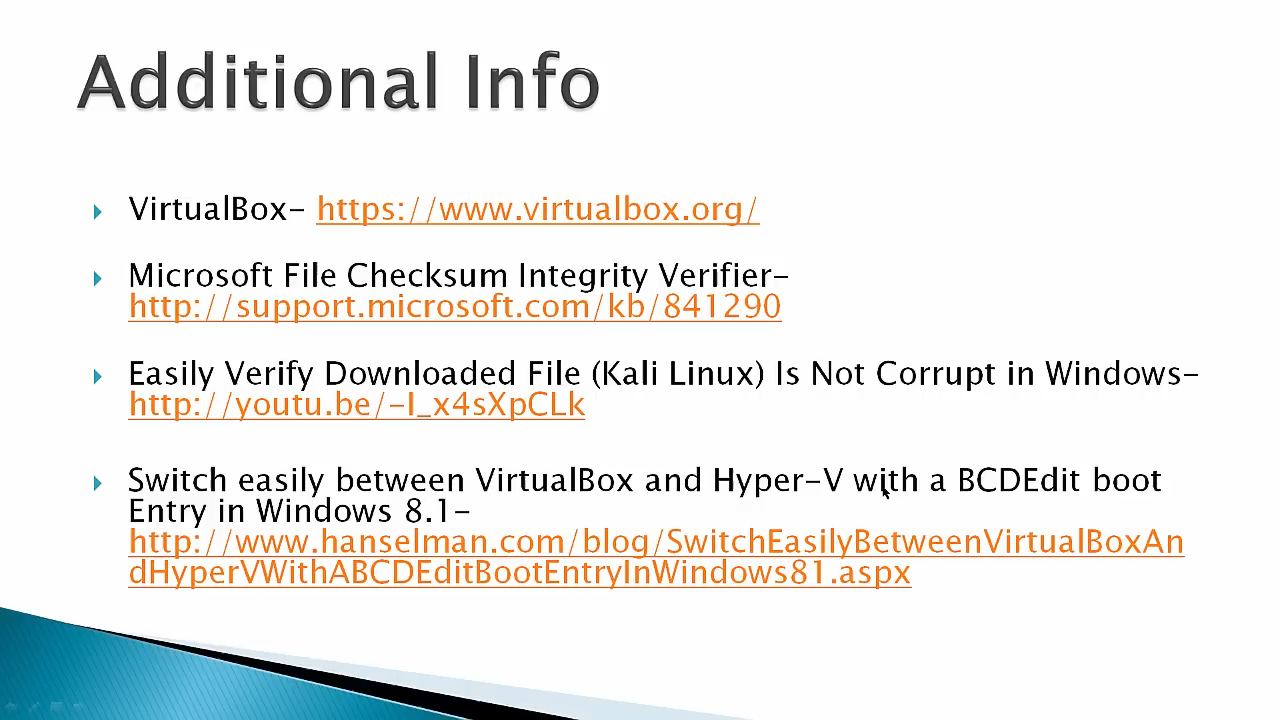 Additional Info
VirtualBox- https://www.virtualbox.org/
Microsoft File Checksum Integrity Verifier-
http://support.microsoft.com/kb/841290
Easily Verify Downloaded File (Kali Linux) Is Not Corrupt in Windows-
http://youtu.be/-I_x4sXpCLk
Switch easily between VirtualBox and Hyper-V with a BCDEdit boot
Entry in Windows 8.1-
http://www.hanselman.com/blog/SwitchEasilyBetweenVirtualBoxAn
dHyperVWithABCDEditBootEntryInWindows81.aspx